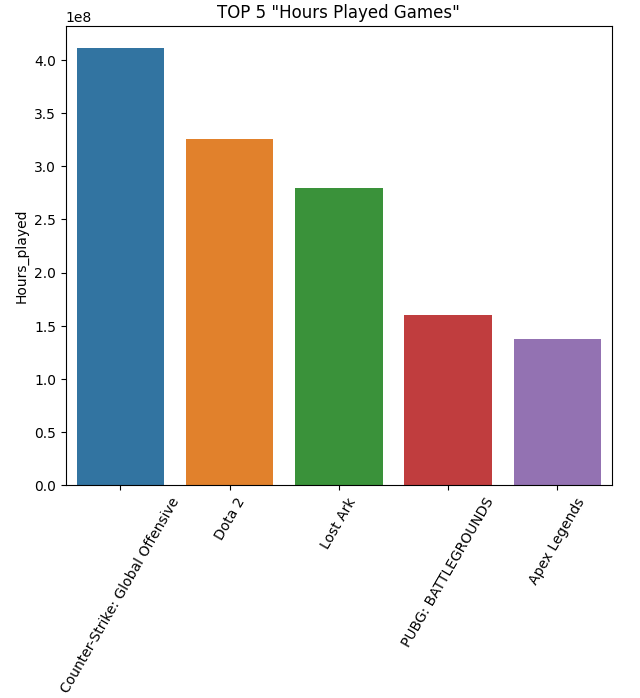 TOP 5 "Hours Played Games"
1e8
4.0
3.5
3.0
2.5
2.0
1.5
1.0
0.5
0.0
Hours_played
Counter-Strike: Global Offensive
Dota 2
Lost Ark
PUBG: BATTLEGROUNDS
Apex Legends